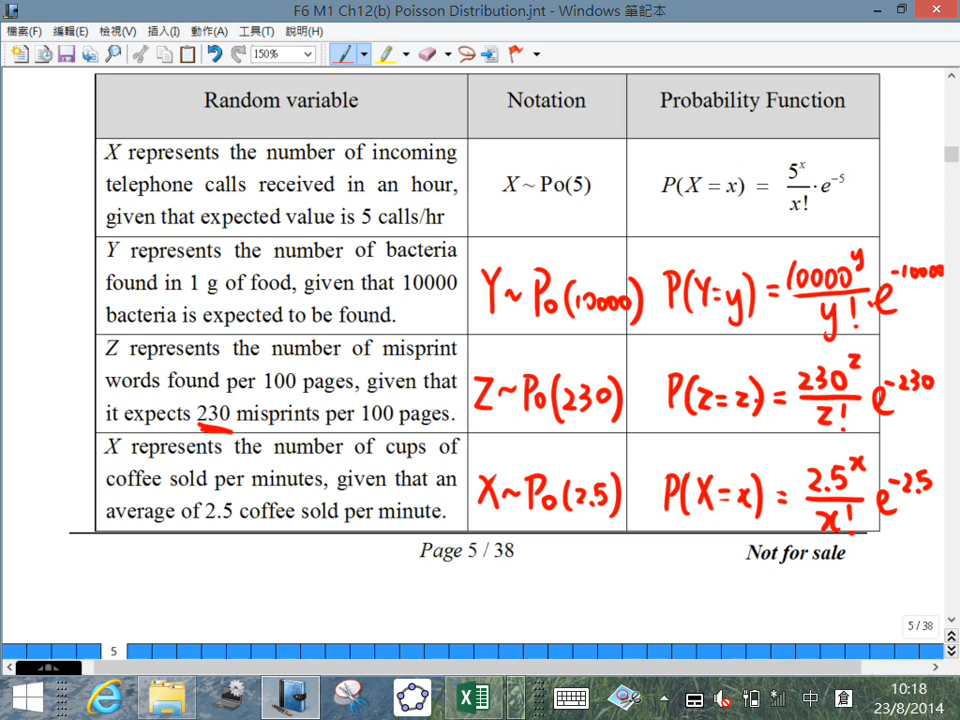 F6 M1 Ch12(b) Poisson Distribution.jnt - Windows 筆記本
檔案(F) 編輯(E) 檢視(V) 插入(I) 動作(A) 工具(T) 說明(H)
150%
Random variable Notation Probability Function
X represents the number of incoming
telephone calls received in an hour,
given that expected value is 5 calls/hr
X ~ Po(5)
P(X = x) = 5^x / x! · e^−5
Y represents the number of bacteria
found in 1 g of food, given that 10000
bacteria is expected to be found.
Y ~ Po(10000)
P(Y=y) = 10000^y / y! · e^-10000
Z represents the number of misprint
words found per 100 pages, given that
it expects 230 misprints per 100 pages.
Z ~ Po(230)
P(Z=z) = 230^z / z! e^-230
X represents the number of cups of
coffee sold per minutes, given that an
average of 2.5 coffee sold per minute.
X ~ Po(2.5)
P(X=x) = 2.5^x / x! e^-2.5
Page 5 / 38 Not for sale
5 / 38
5
中 倉
10:18
23/8/2014